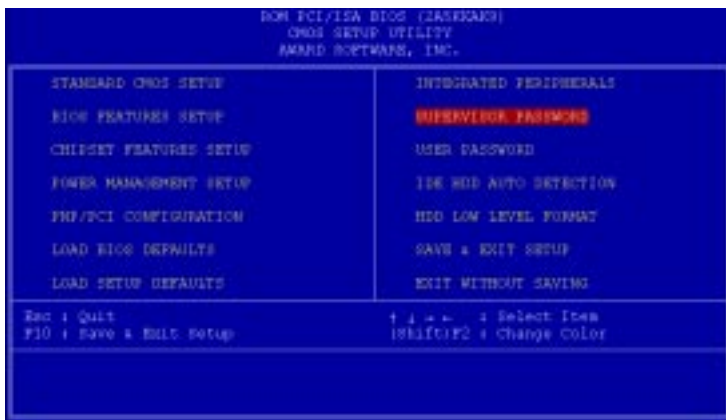 ROM PCI/ISA BIOS
CMOS SETUP UTILITY
AWARD SOFTWARE, INC.
STANDARD CMOS SETUP
BIOS FEATURES SETUP
CHIPSET FEATURES SETUP
POWER MANAGEMENT SETUP
PNP/PCI CONFIGURATION
LOAD BIOS DEFAULTS
LOAD SETUP DEFAULTS
INTEGRATED PERIPHERALS
SUPERVISOR PASSWORD
USER PASSWORD
IDE HDD AUTO DETECTION
HDD LOW LEVEL FORMAT
SAVE & EXIT SETUP
EXIT WITHOUT SAVING
Esc : Quit
F10 : Save & Exit Setup
↑ ↓ → ← : Select Item
(Shift)F2 : Change Color